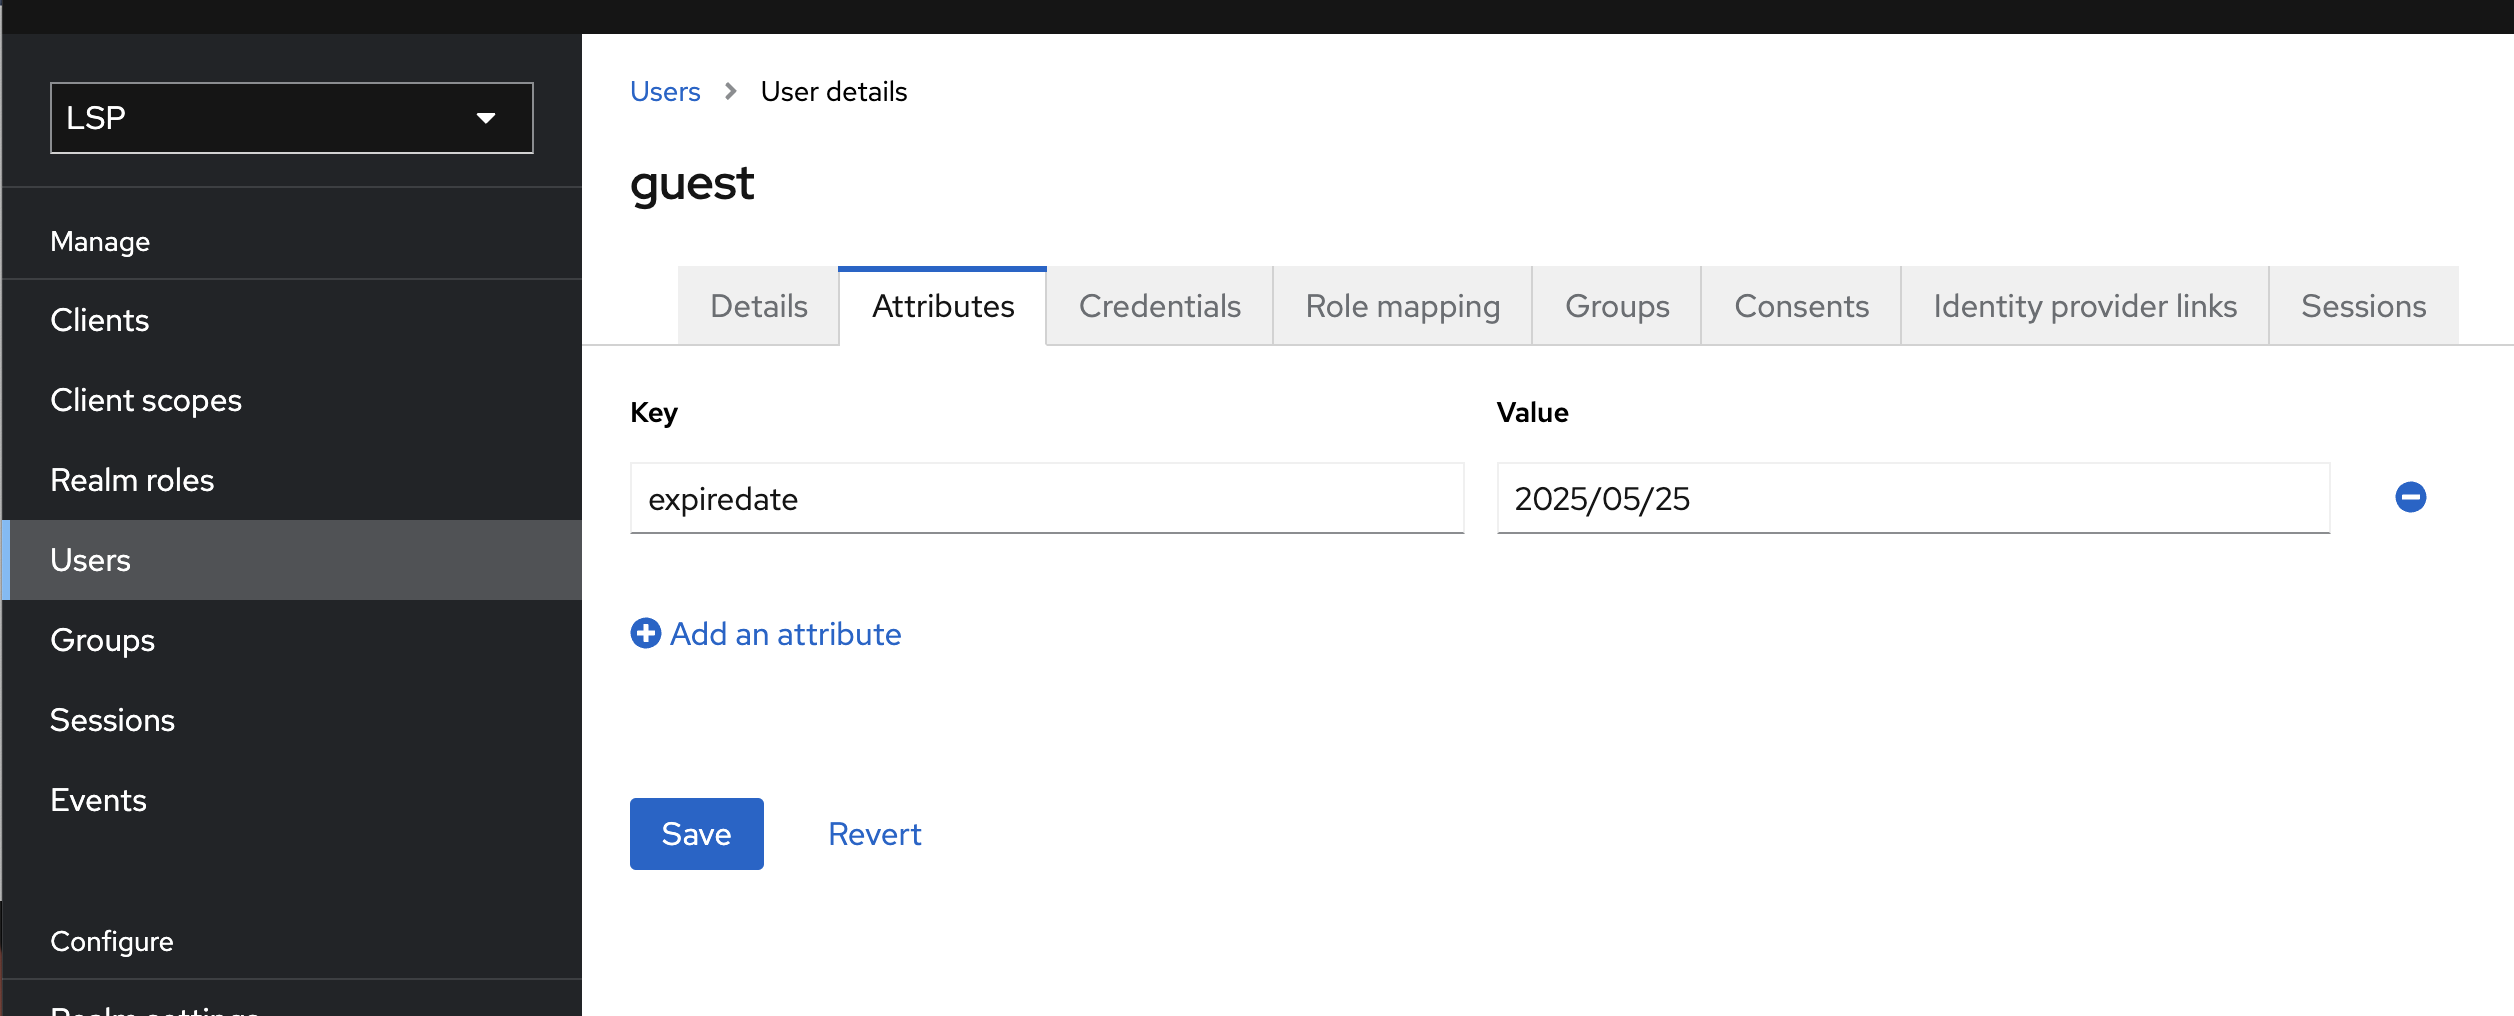 LSP
Manage
Clients
Client scopes
Realm roles
Users
Groups
Sessions
Events
Configure
Realm settings
Users > User details
guest
Details Attributes Credentials Role mapping Groups Consents Identity provider links Sessions
Key Value
expiredate 2025/05/25
Add an attribute
Save Revert